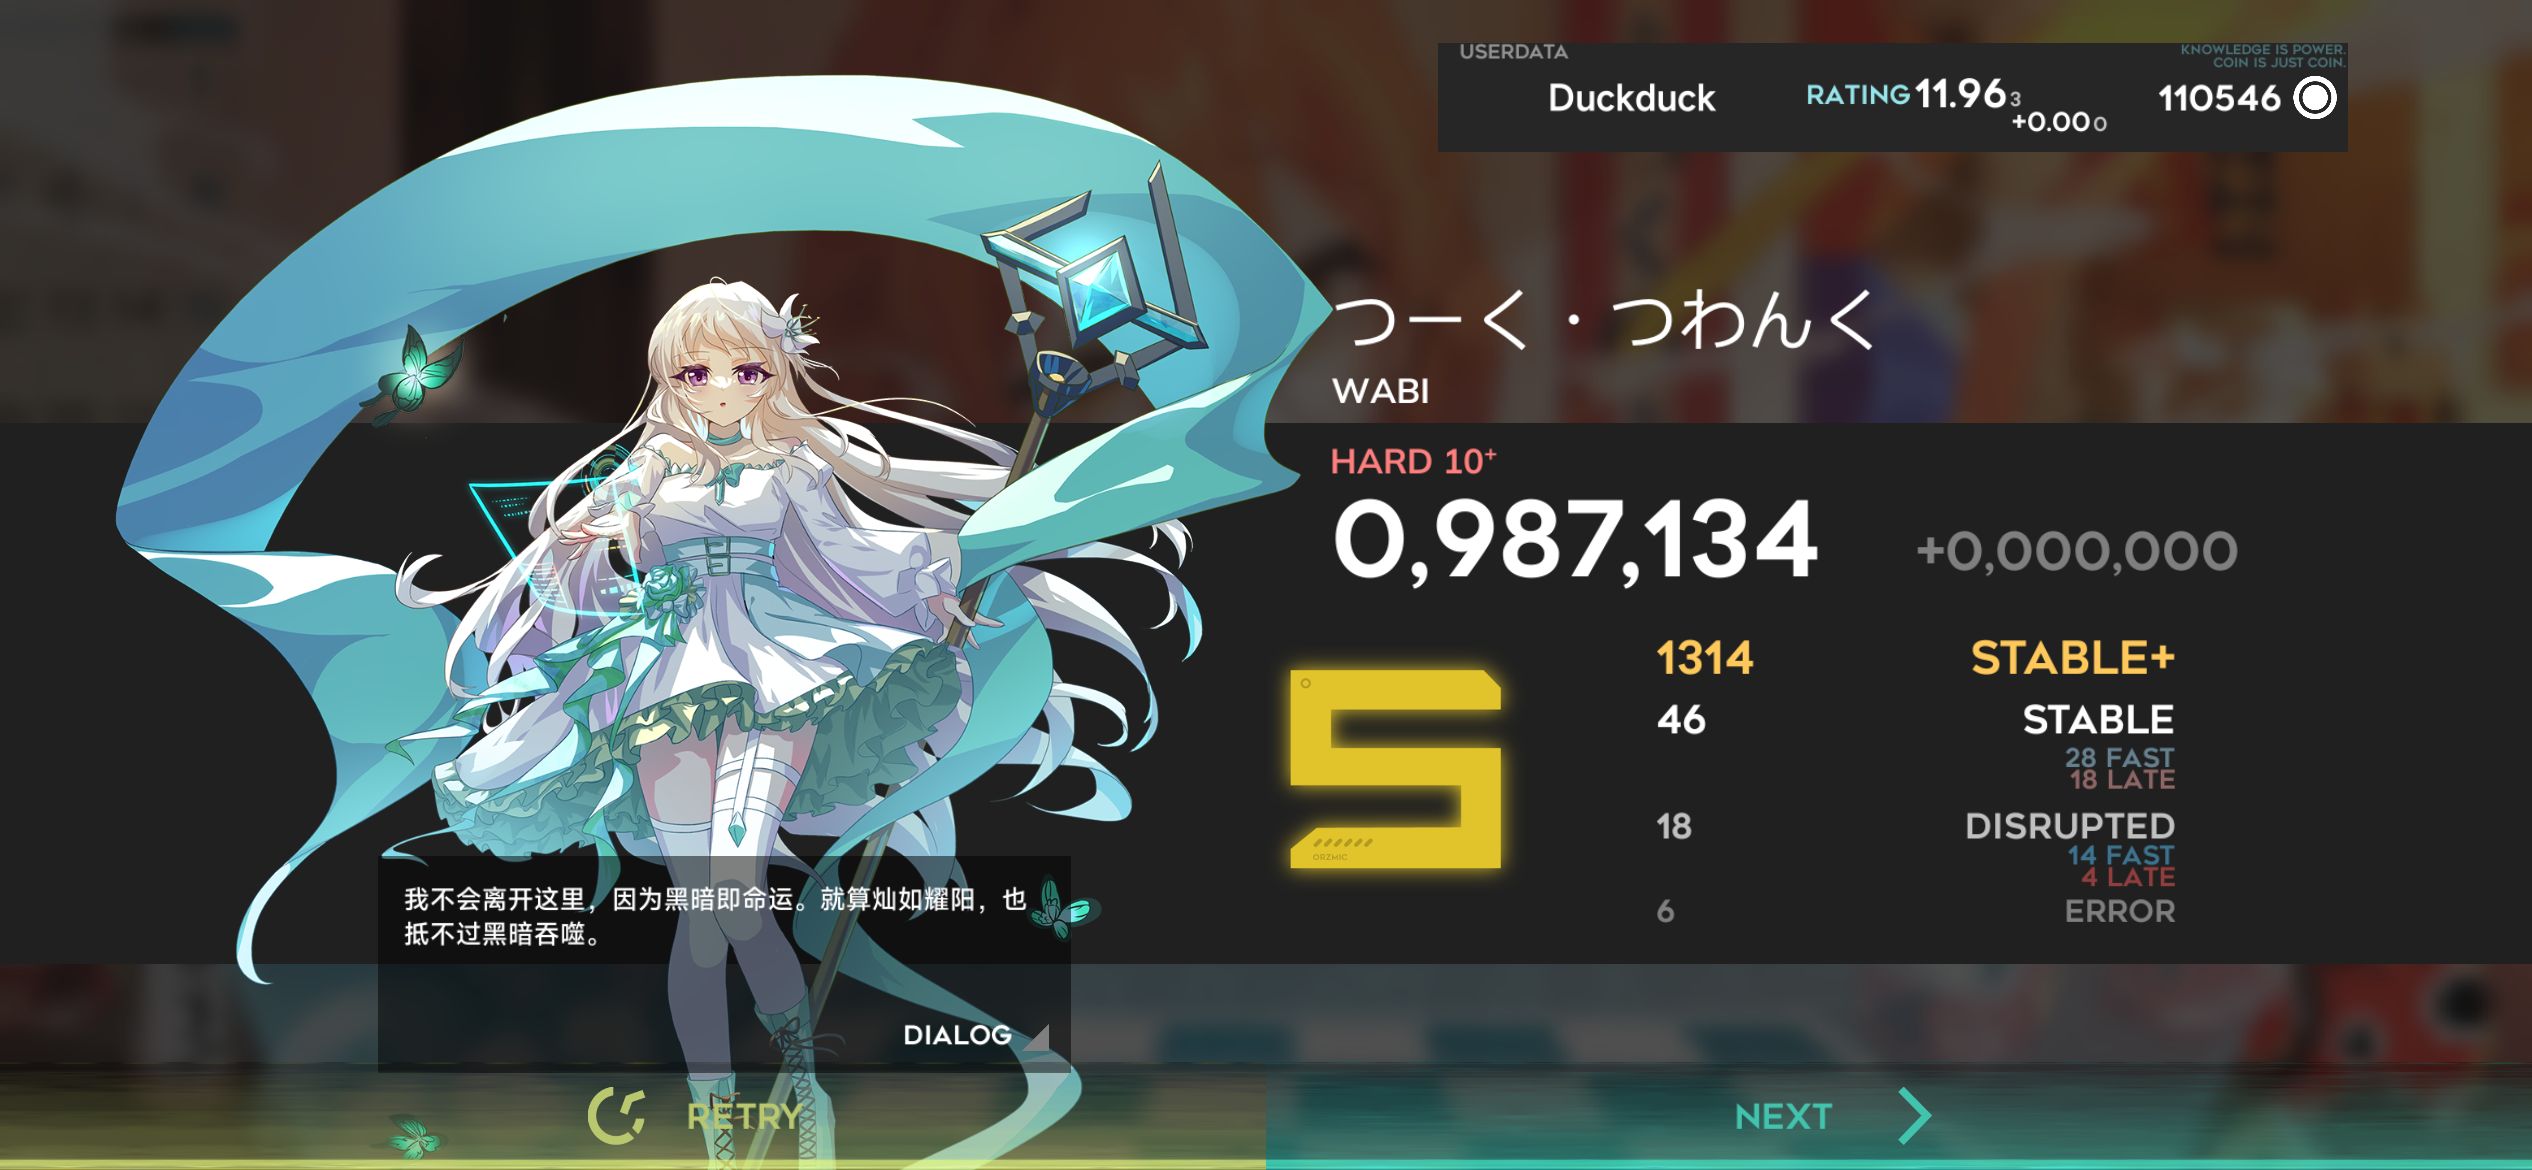 USERDATA
KNOWLEDGE IS POWER.
COIN IS JUST COIN.
Duckduck
RATING 11.963
+0.000
110546
つーく・つわんく
WABI
HARD 10+
0,987,134
+0,000,000
1314 STABLE+
46 STABLE
28 FAST
18 LATE
18 DISRUPTED
14 FAST
4 LATE
6 ERROR
ORZMIC
我不会离开这里，因为黑暗即命运。就算灿如耀阳，也
抵不过黑暗吞噬。
DIALOG
RETRY
NEXT